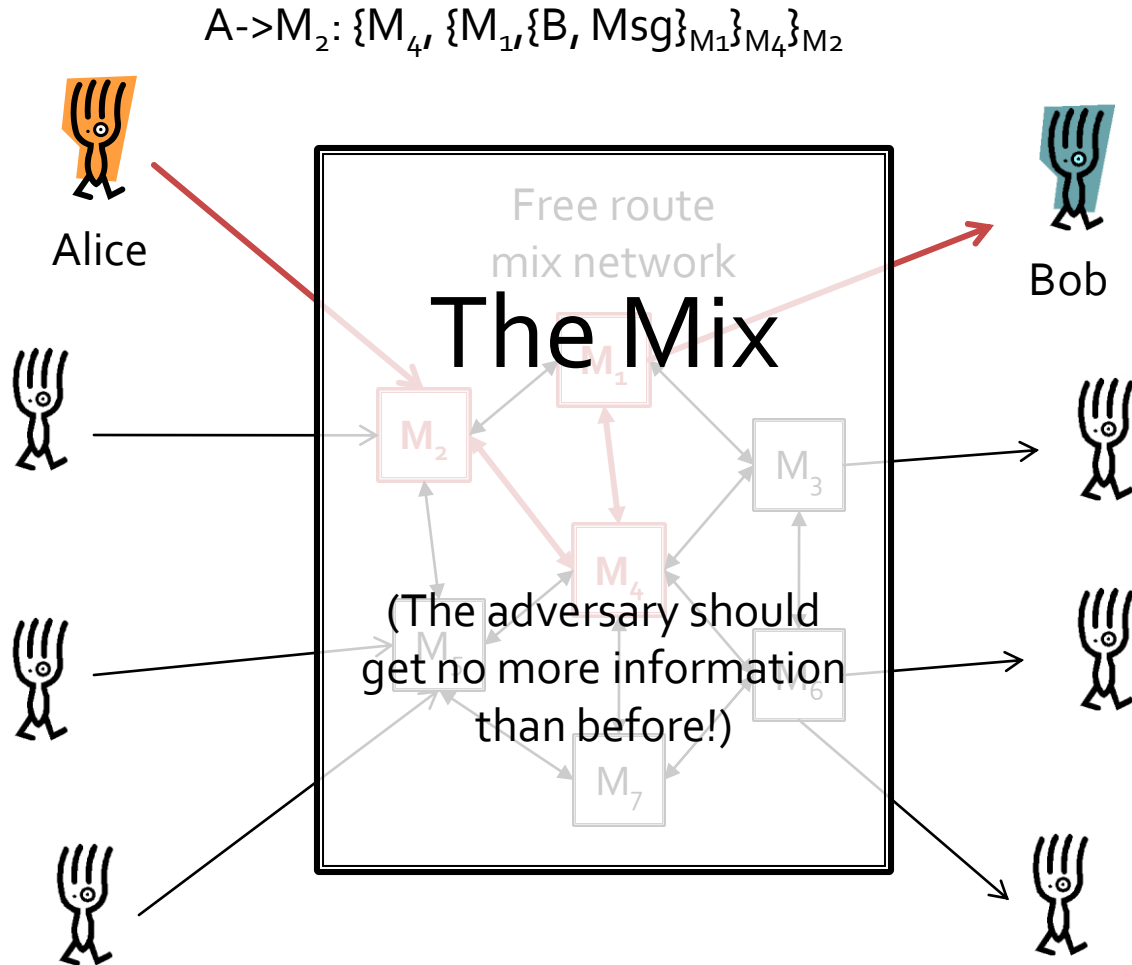 A->M₂: {M₄, {M₁,{B, Msg}M1}M4}M2
Alice
Bob
Free route
mix network
The Mix
M₁
M₂
M₃
M₄
(The adversary should
M₅
get no more information
M₆
than before!)
M₇